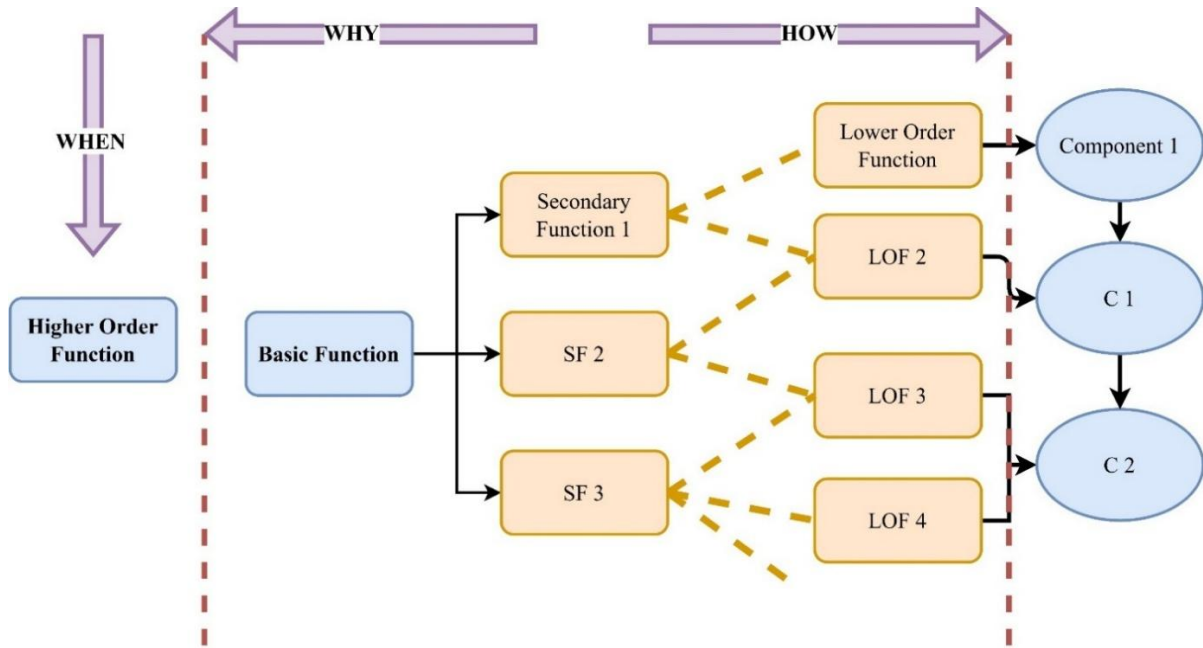 WHY
HOW
WHEN
Lower Order
Function
Component 1
Secondary
Function 1
LOF 2
C 1
Higher Order
Function
Basic Function
SF 2
LOF 3
C 2
SF 3
LOF 4